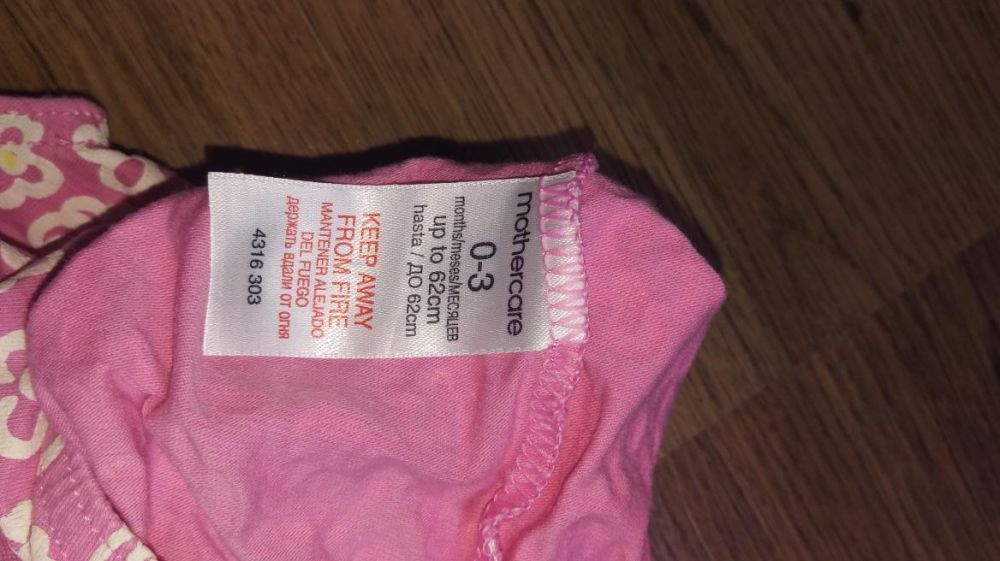 mothercare
0-3
months/meses/МЕСЯЦЕВ
up to 62cm
hasta / ДО 62cm
KEEP AWAY
FROM FIRE
MANTENER ALEJADO
DEL FUEGO
держать вдали от огня
4316 303